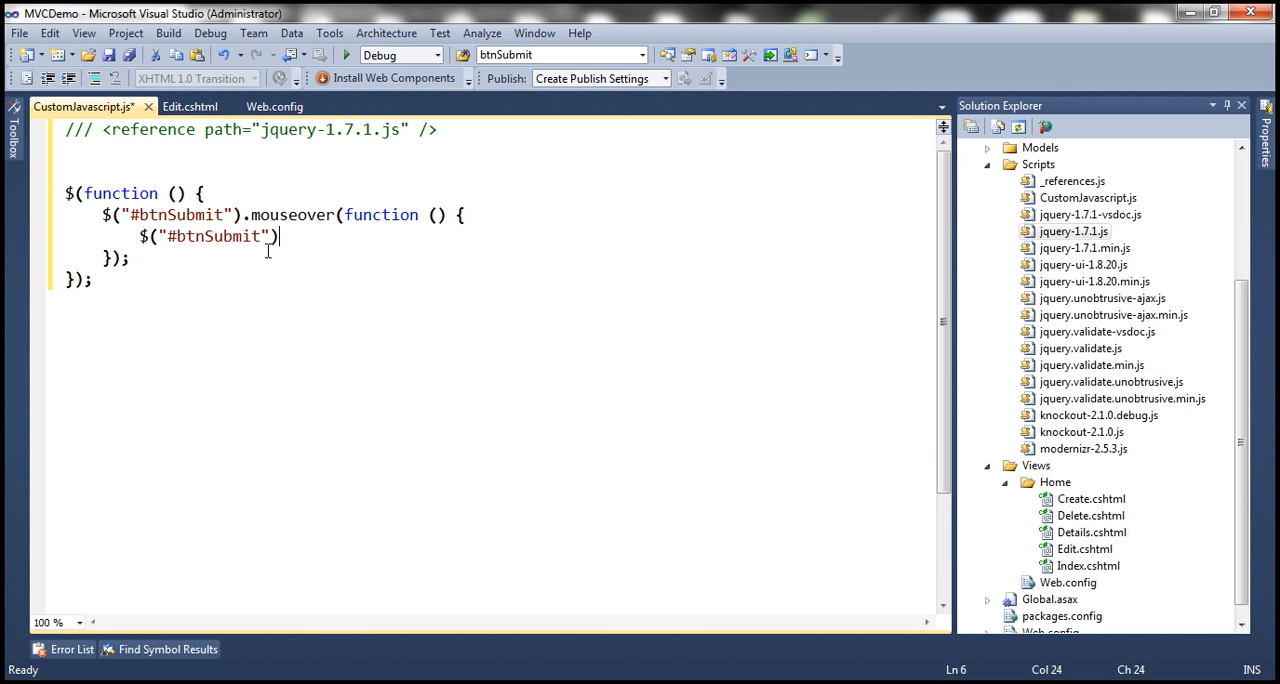 MVCDemo - Microsoft Visual Studio (Administrator)
File Edit View Project Build Debug Team Data Tools Architecture Test Analyze Window Help
Debug btnSubmit
XHTML 1.0 Transition Install Web Components Publish: Create Publish Settings
CustomJavascript.js* Edit.cshtml Web.config
Toolbox
/// <reference path="jquery-1.7.1.js" />
$(function () {
$("#btnSubmit").mouseover(function () {
$("#btnSubmit")
});
});
100 %
Solution Explorer
Properties
Models
Scripts
_references.js
CustomJavascript.js
jquery-1.7.1-vsdoc.js
jquery-1.7.1.js
jquery-1.7.1.min.js
jquery-ui-1.8.20.js
jquery-ui-1.8.20.min.js
jquery.unobtrusive-ajax.js
jquery.unobtrusive-ajax.min.js
jquery.validate-vsdoc.js
jquery.validate.js
jquery.validate.min.js
jquery.validate.unobtrusive.js
jquery.validate.unobtrusive.min.js
knockout-2.1.0.debug.js
knockout-2.1.0.js
modernizr-2.5.3.js
Views
Home
Create.cshtml
Delete.cshtml
Details.cshtml
Edit.cshtml
Index.cshtml
Web.config
Global.asax
packages.config
Web.config
Error List Find Symbol Results
Ready Ln 6 Col 24 Ch 24 INS